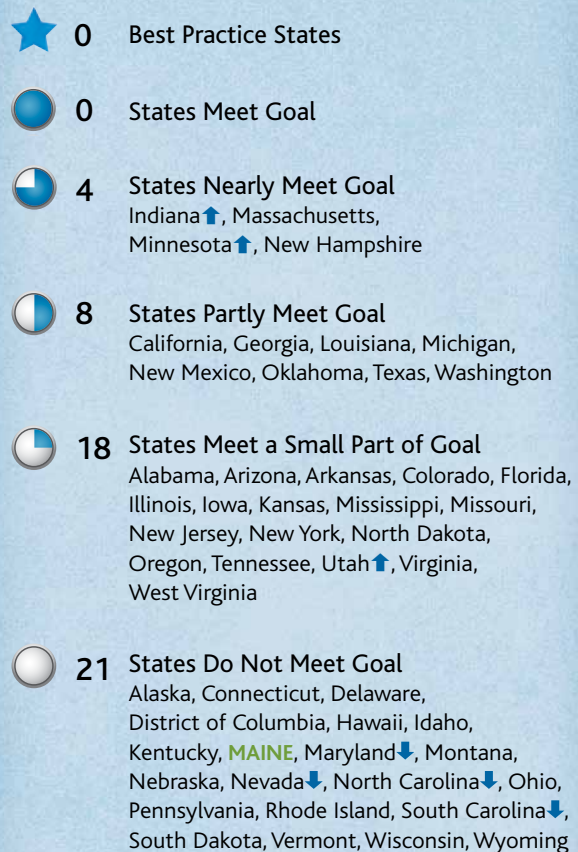 0 Best Practice States
0 States Meet Goal
4 States Nearly Meet Goal
Indiana⬆, Massachusetts,
Minnesota⬆, New Hampshire
8 States Partly Meet Goal
California, Georgia, Louisiana, Michigan,
New Mexico, Oklahoma, Texas, Washington
18 States Meet a Small Part of Goal
Alabama, Arizona, Arkansas, Colorado, Florida,
Illinois, Iowa, Kansas, Mississippi, Missouri,
New Jersey, New York, North Dakota,
Oregon, Tennessee, Utah⬆, Virginia,
West Virginia
21 States Do Not Meet Goal
Alaska, Connecticut, Delaware,
District of Columbia, Hawaii, Idaho,
Kentucky, MAINE, Maryland⬇, Montana,
Nebraska, Nevada⬇, North Carolina⬇, Ohio,
Pennsylvania, Rhode Island, South Carolina⬇,
South Dakota, Vermont, Wisconsin, Wyoming